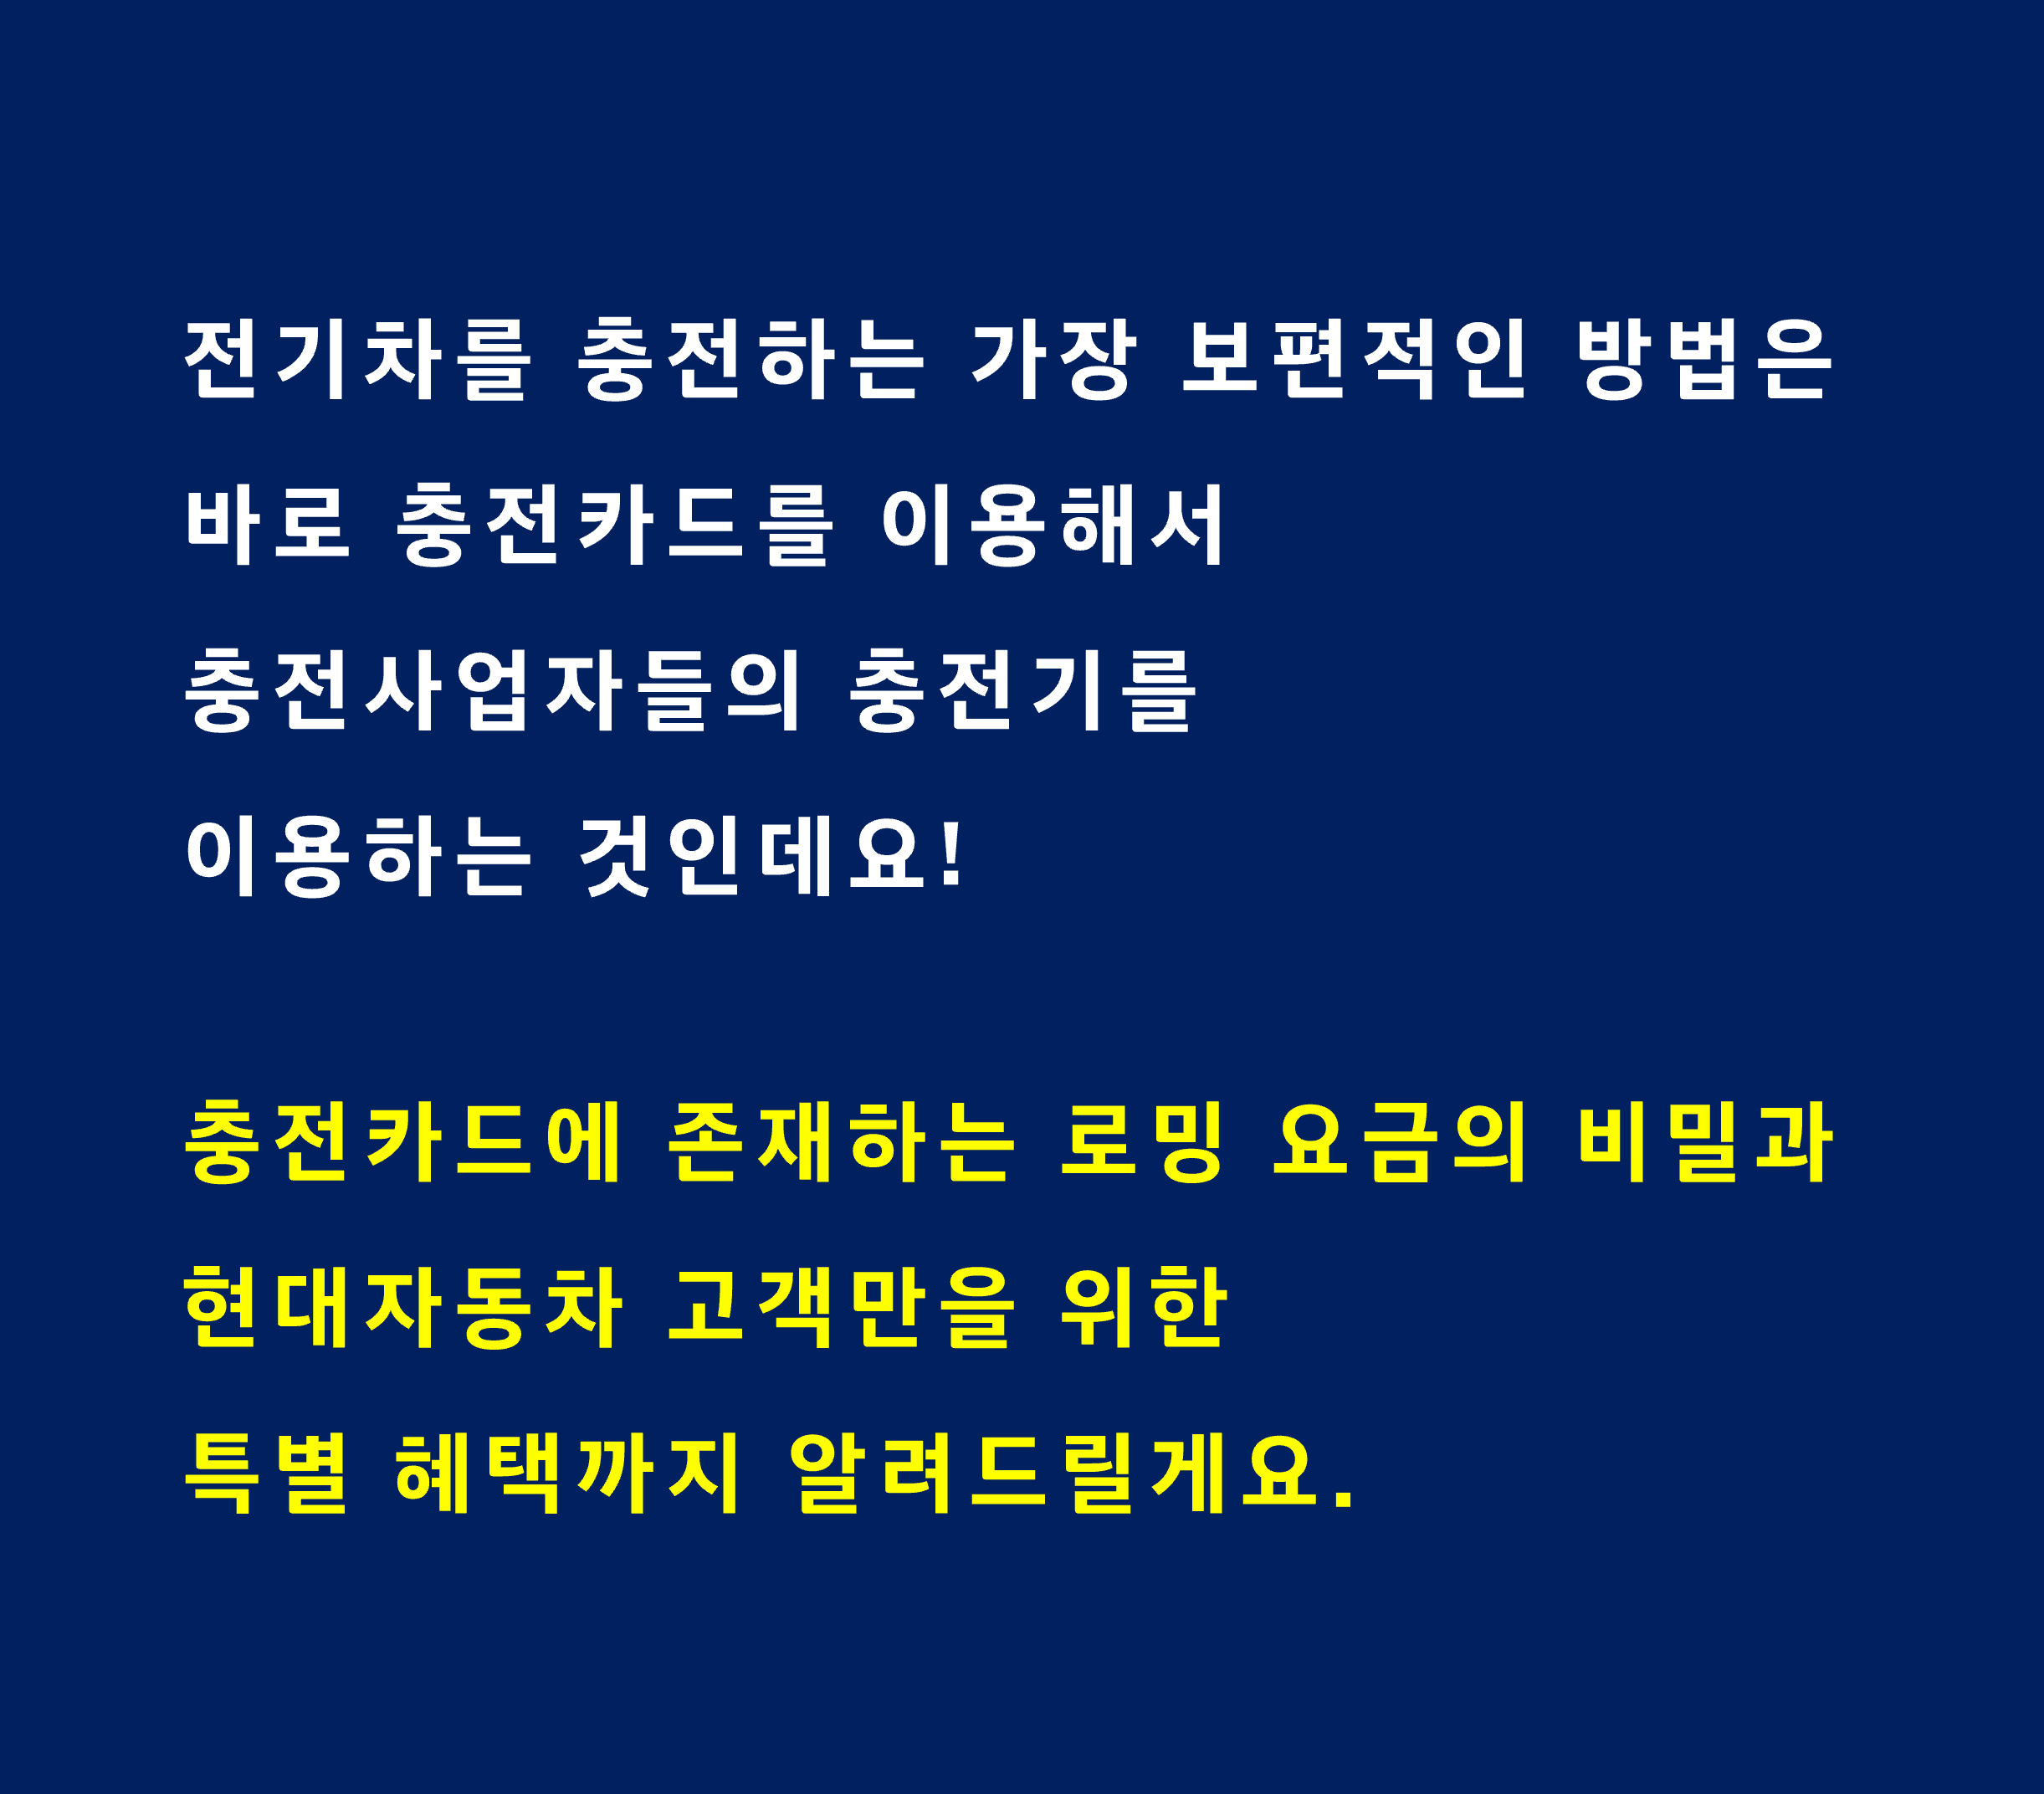 전기차를 충전하는 가장 보편적인 방법은
바로 충전카드를 이용해서
충전사업자들의 충전기를
이용하는 것인데요!
충전카드에 존재하는 로밍 요금의 비밀과
현대자동차 고객만을 위한
특별 혜택까지 알려드릴게요.